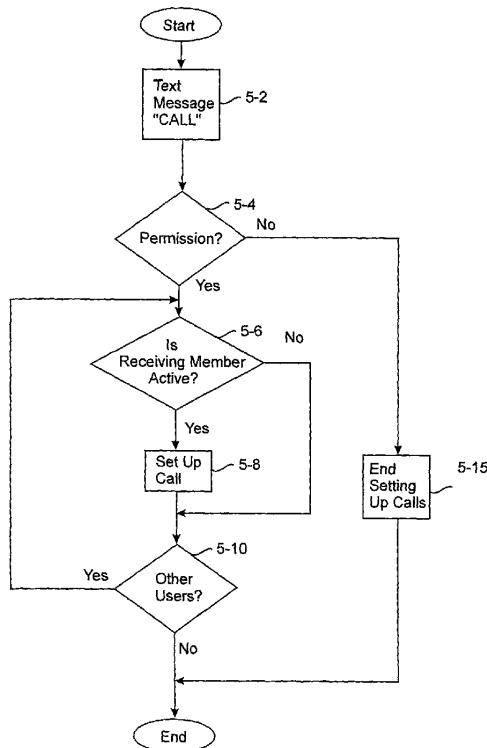 Start
Text
Message
"CALL"
5-2
5-4
Permission?
No
Yes
5-6
Is
Receiving Member
Active?
No
Yes
Set Up
Call
5-8
End
Setting
Up Calls
5-15
5-10
Yes
Other
Users?
No
End